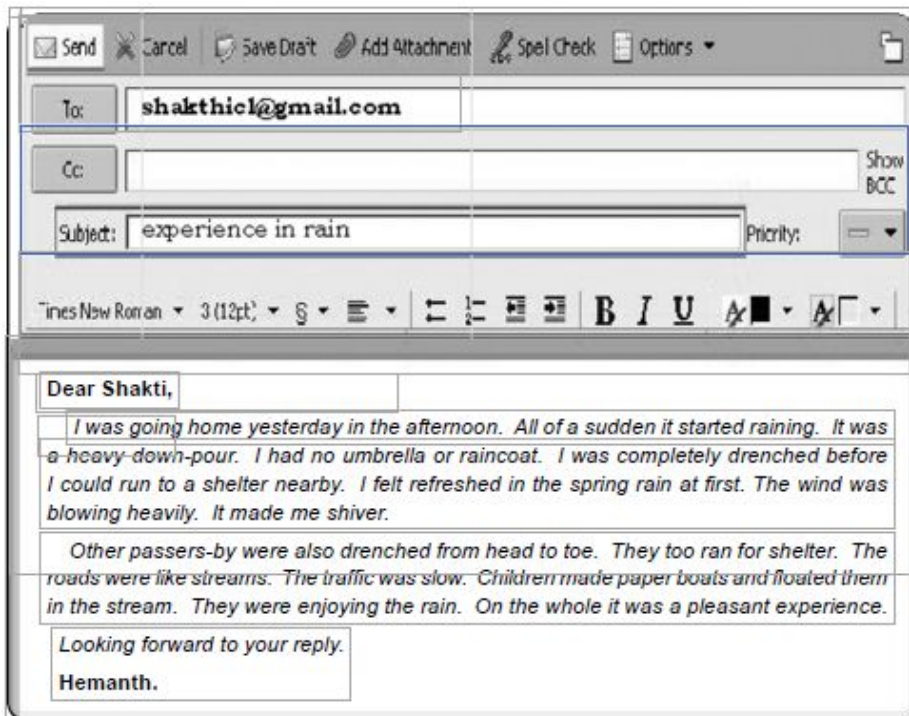 Send Cancel Save Draft Add Attachment Spell Check Options
To: shakthic1@gmail.com
Cc: Show
BCC
Subject: experience in rain Priority:
Times New Roman 3 (12pt) § B I U
Dear Shakti,
I was going home yesterday in the afternoon. All of a sudden it started raining. It was
a heavy down-pour. I had no umbrella or raincoat. I was completely drenched before
I could run to a shelter nearby. I felt refreshed in the spring rain at first. The wind was
blowing heavily. It made me shiver.
Other passers-by were also drenched from head to toe. They too ran for shelter. The
roads were like streams. The traffic was slow. Children made paper boats and floated them
in the stream. They were enjoying the rain. On the whole it was a pleasant experience.
Looking forward to your reply.
Hemanth.